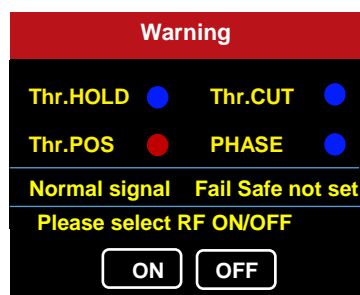 Warning
Thr.HOLD Thr.CUT
Thr.POS PHASE
Normal signal Fail Safe not set
Please select RF ON/OFF
ON OFF